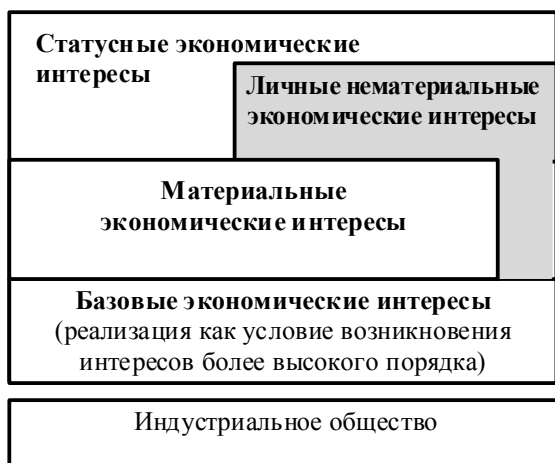 Статусные экономические
интересы
Личные нематериальные
экономические интересы
Материальные
экономические интересы
Базовые экономические интересы
(реализация как условие возникновения
интересов более высокого порядка)
Индустриальное общество